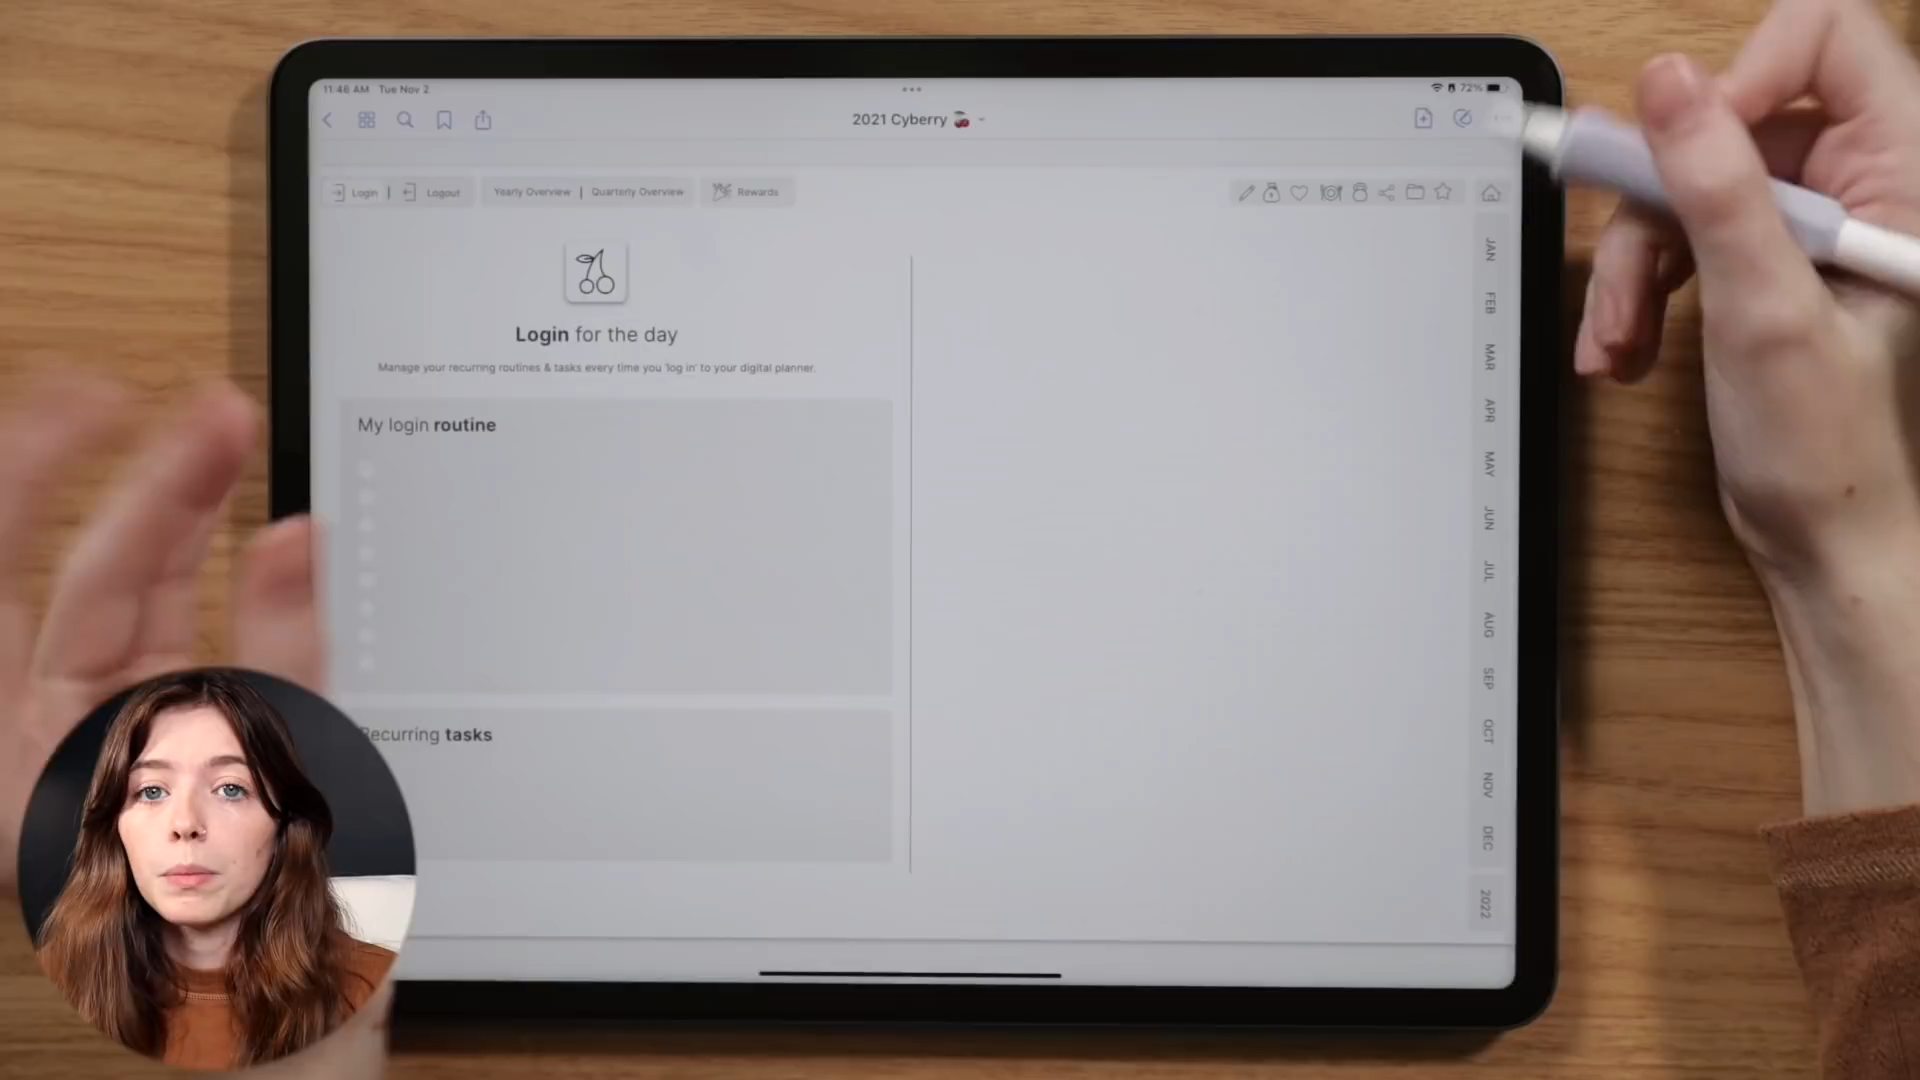 11:46 AM Tue Nov 2
72%
2021 Cyberry 🍒
Login | Logout
Yearly Overview | Quarterly Overview
Rewards
Login for the day
Manage your recurring routines & tasks every time you 'log in' to your digital planner.
My login routine
Recurring tasks
JAN
FEB
MAR
APR
MAY
JUN
JUL
AUG
SEP
OCT
NOV
DEC
2022